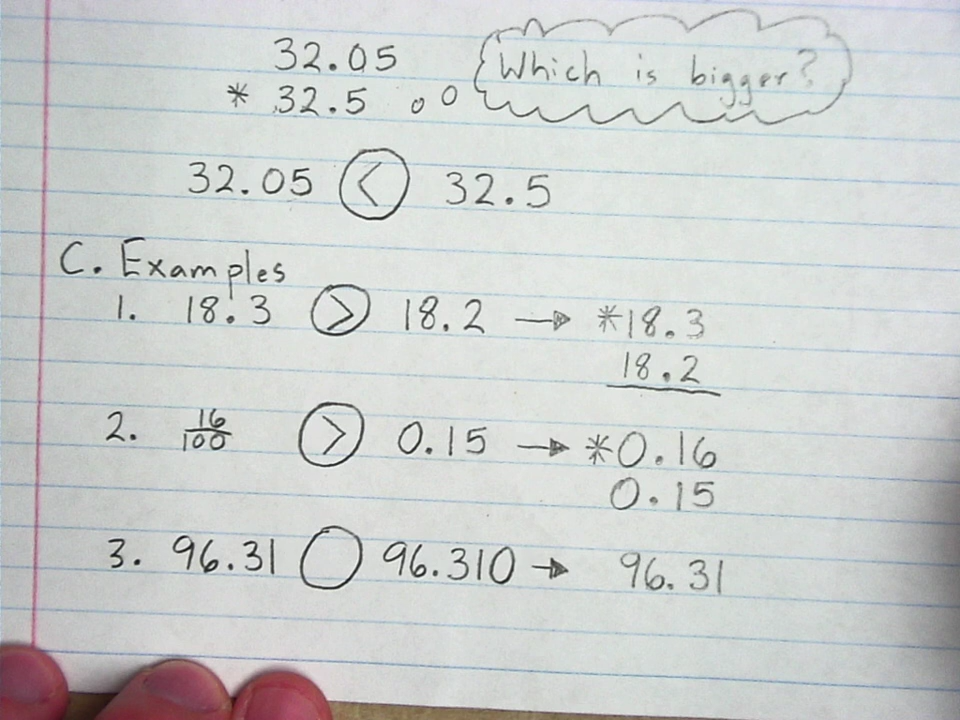 32.05
* 32.5
Which is bigger?
32.05 < 32.5
C. Examples
1. 18.3 > 18.2 → *18.3
18.2
2. 16/100 > 0.15 → *0.16
0.15
3. 96.31 ◯ 96.310 → 96.31